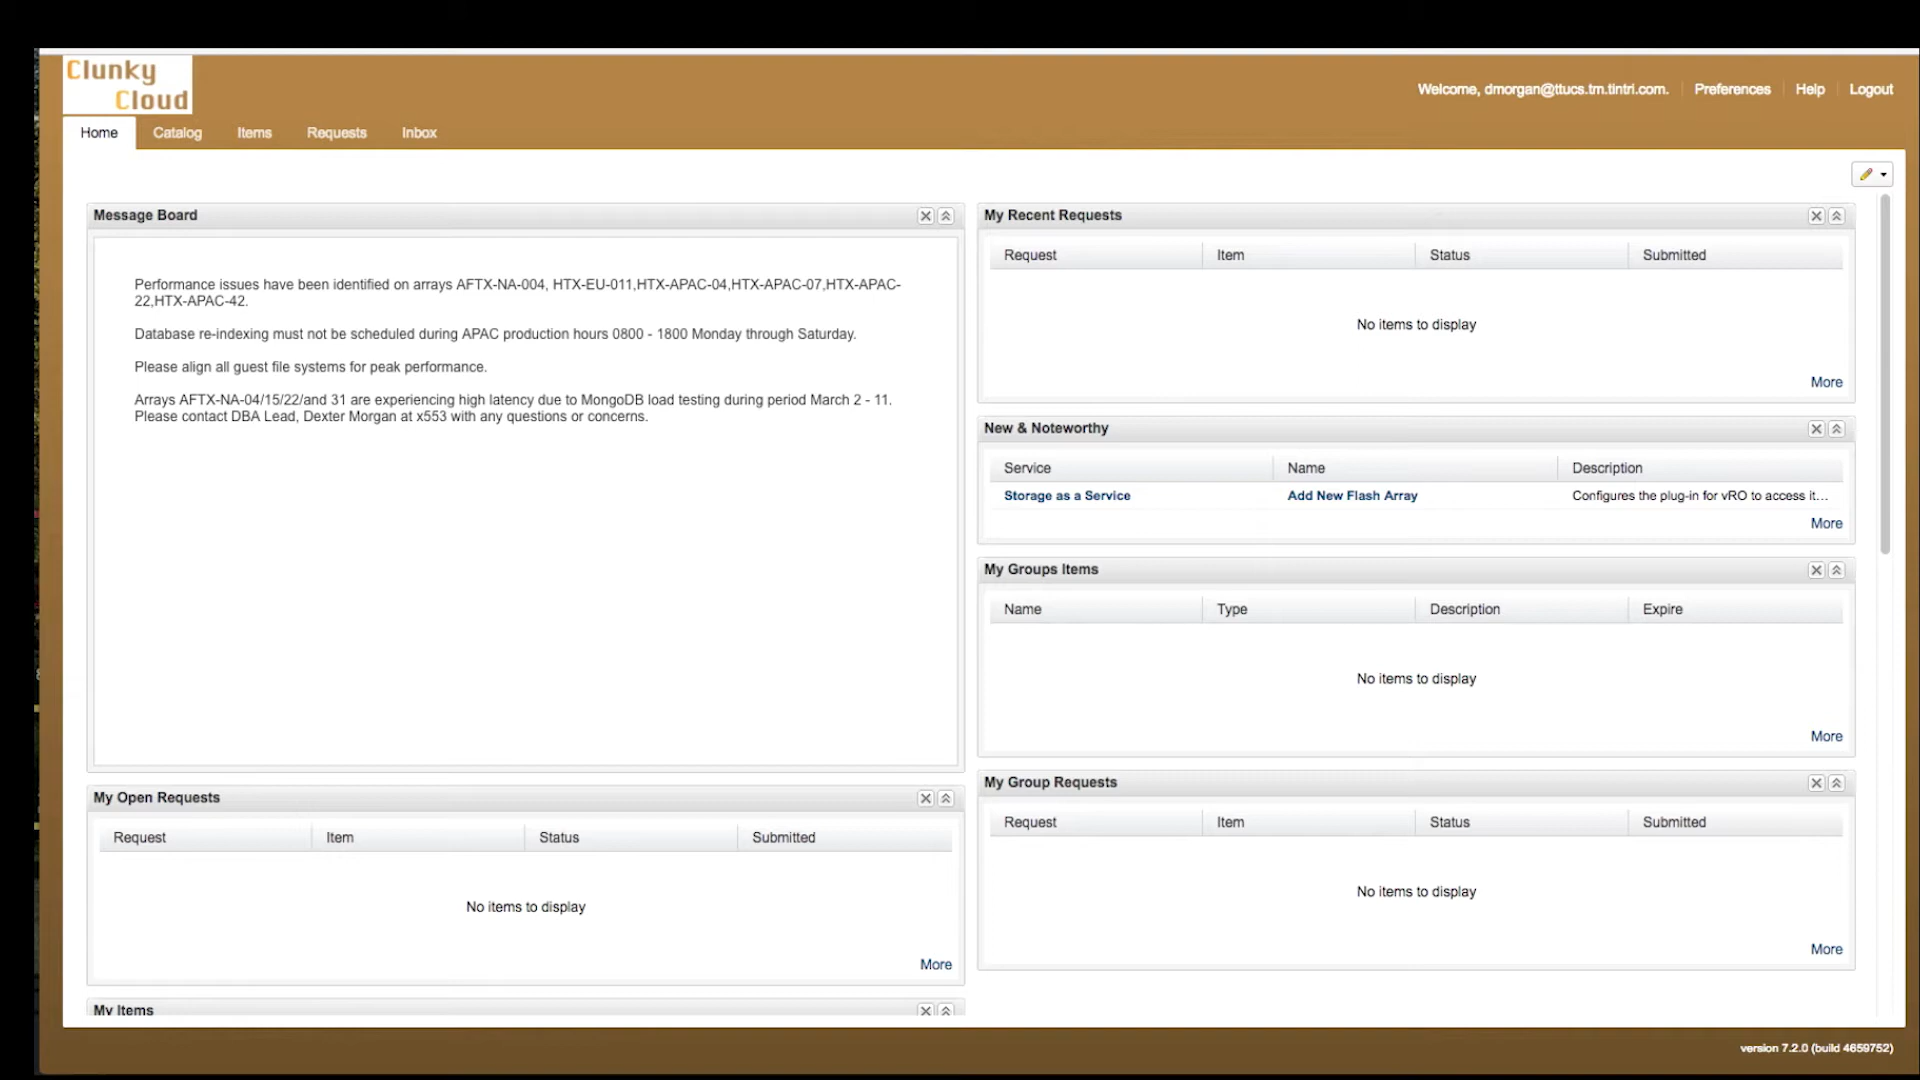 Clunky
Cloud
Welcome, dmorgan@ttucs.tm.tintri.com.
Preferences
Help
Logout
Home
Catalog
Items
Requests
Inbox
Message Board
Performance issues have been identified on arrays AFTX-NA-004, HTX-EU-011,HTX-APAC-04,HTX-APAC-07,HTX-APAC-
22,HTX-APAC-42.
Database re-indexing must not be scheduled during APAC production hours 0800 - 1800 Monday through Saturday.
Please align all guest file systems for peak performance.
Arrays AFTX-NA-04/15/22/and 31 are experiencing high latency due to MongoDB load testing during period March 2 - 11.
Please contact DBA Lead, Dexter Morgan at x553 with any questions or concerns.
My Open Requests
Request Item Status Submitted
No items to display
More
My Items
My Recent Requests
Request Item Status Submitted
No items to display
More
New & Noteworthy
Service Name Description
Storage as a Service Add New Flash Array Configures the plug-in for vRO to access it...
More
My Groups Items
Name Type Description Expire
No items to display
More
My Group Requests
Request Item Status Submitted
No items to display
More
version 7.2.0 (build 4659752)